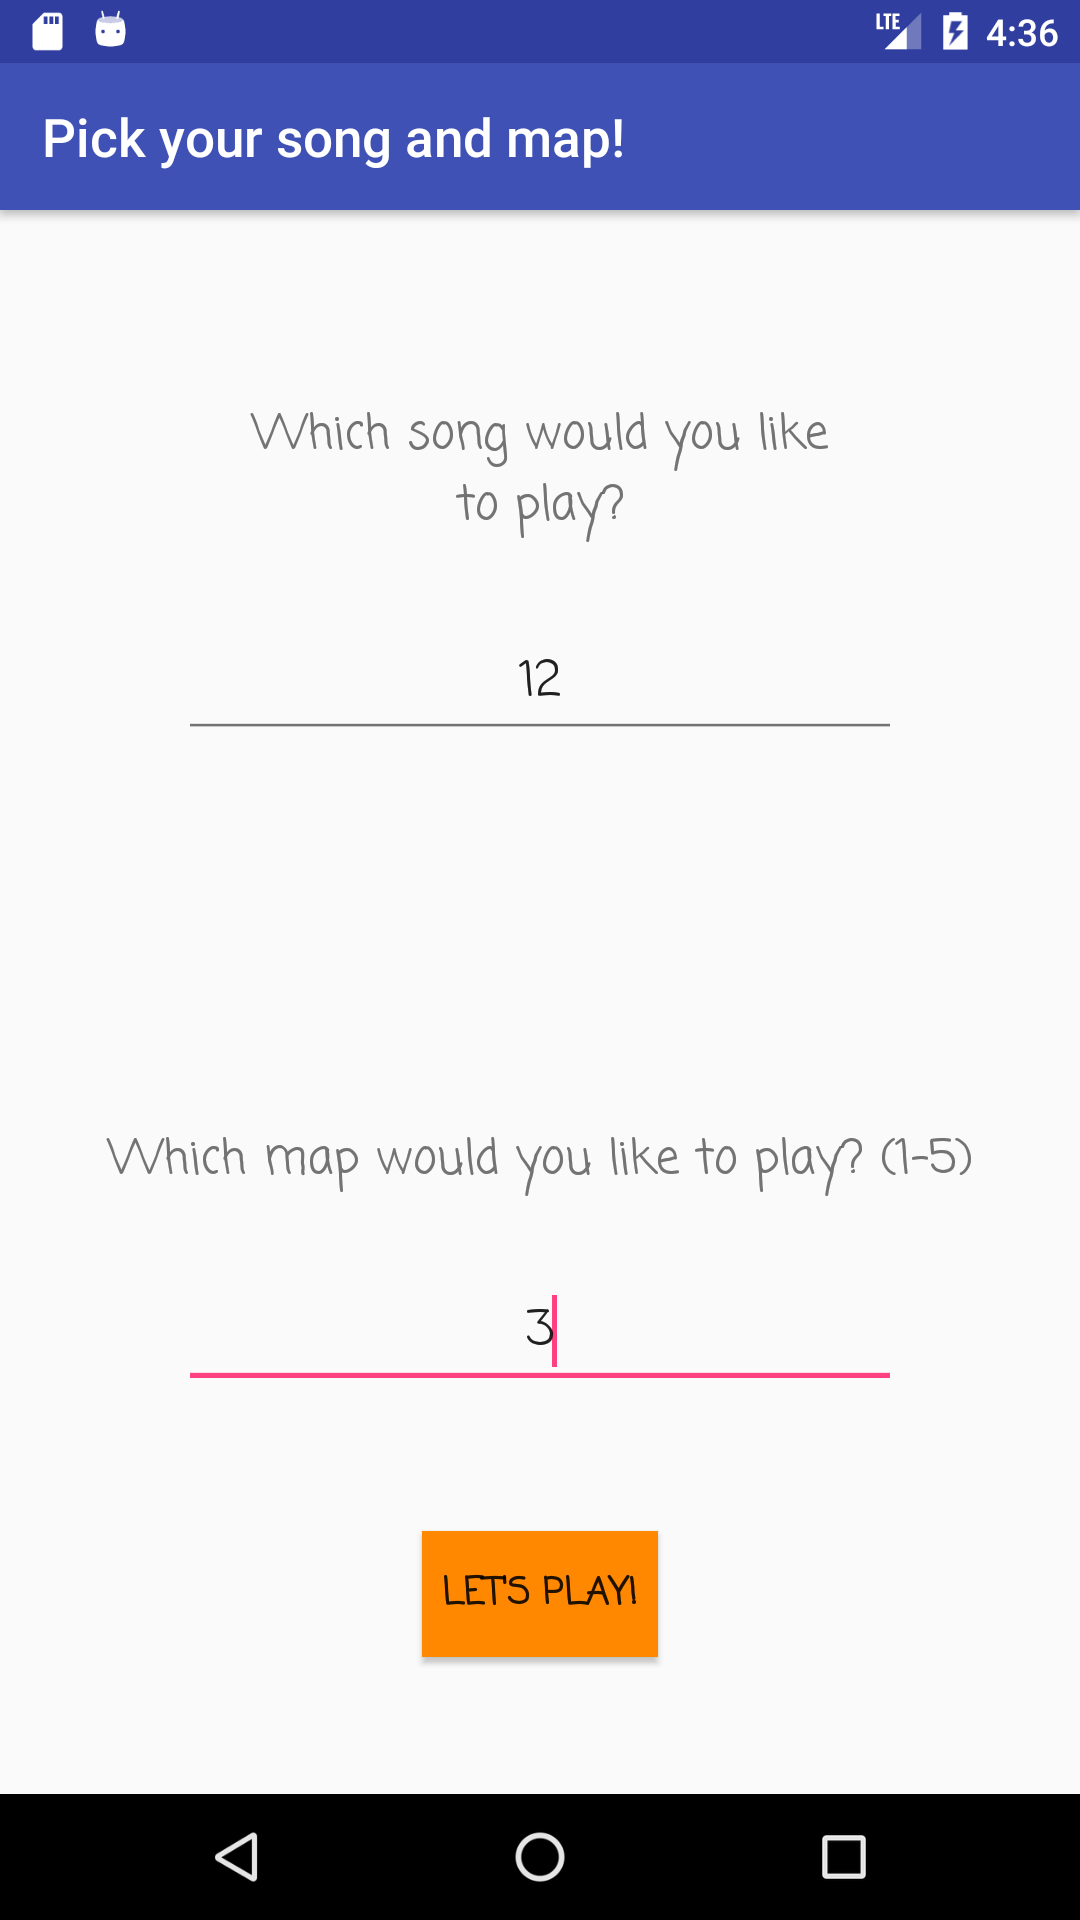 LTE 4:36
Pick your song and map!
Which song would you like
to play?
12
Which map would you like to play? (1-5)
3
LET'S PLAY!